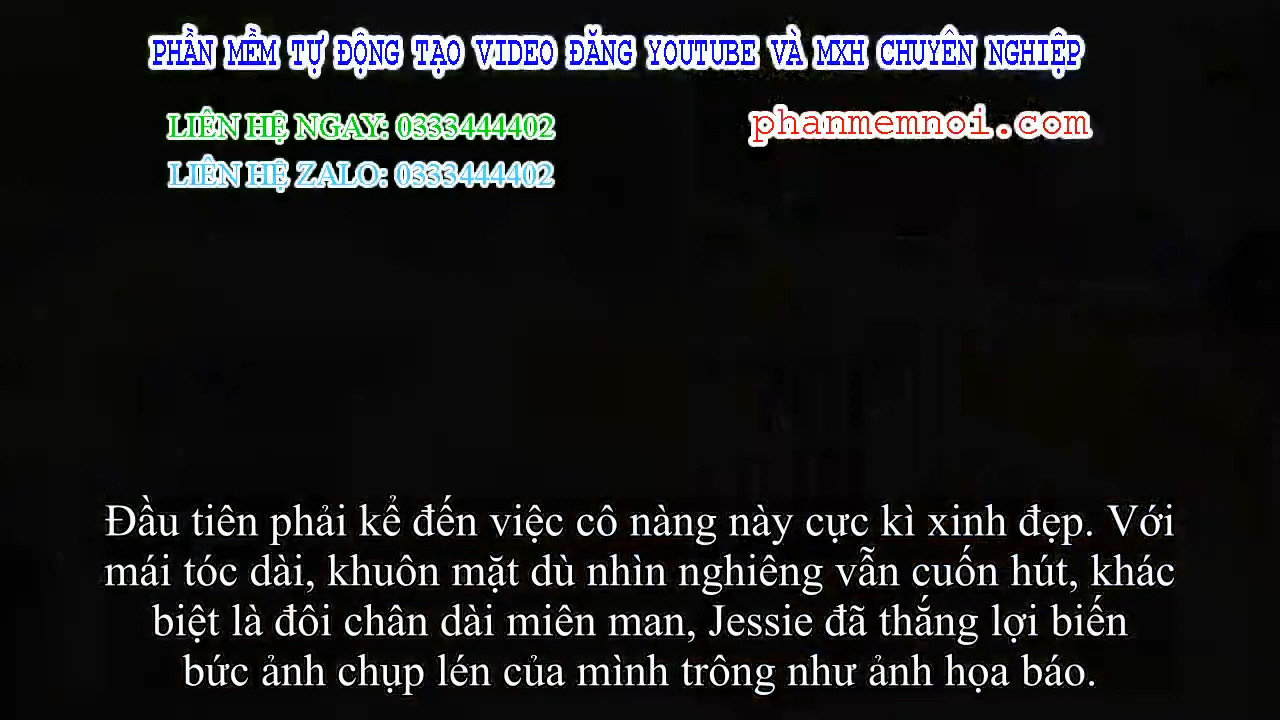 PHẦN MỀM TỰ ĐỘNG TẠO VIDEO ĐĂNG YOUTUBE VÀ MXH CHUYÊN NGHIỆP
LIÊN HỆ NGAY: 0333444402
phanmemnoi.com
LIÊN HỆ ZALO: 0333444402
Đầu tiên phải kể đến việc cô nàng này cực kì xinh đẹp. Với
mái tóc dài, khuôn mặt dù nhìn nghiêng vẫn cuốn hút, khác
biệt là đôi chân dài miên man, Jessie đã thắng lợi biến
bức ảnh chụp lén của mình trông như ảnh họa báo.